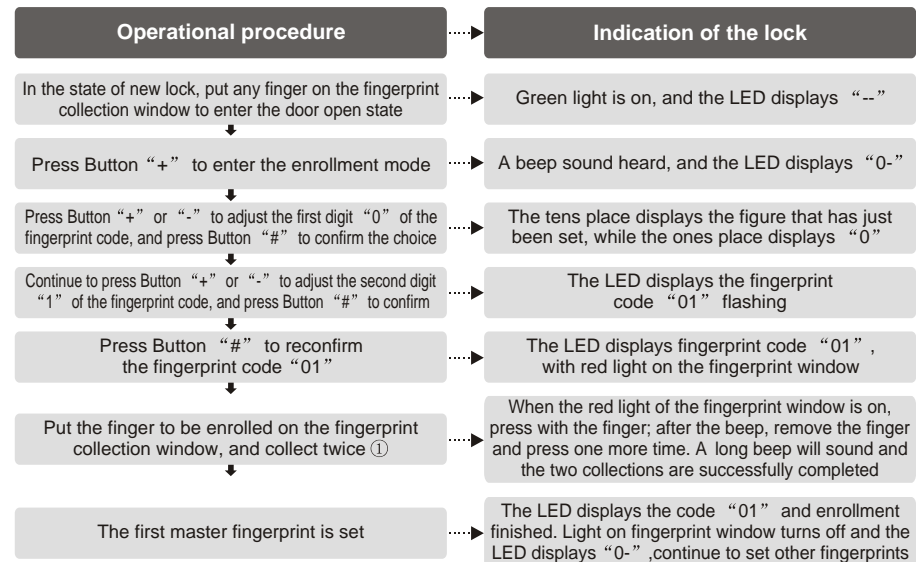 Operational procedure
Indication of the lock
In the state of new lock, put any finger on the fingerprint
collection window to enter the door open state
Green light is on, and the LED displays “--”
Press Button “+” to enter the enrollment mode
A beep sound heard, and the LED displays “0-”
Press Button “+” or “-” to adjust the first digit “0” of the
fingerprint code, and press Button “#” to confirm the choice
The tens place displays the figure that has just
been set, while the ones place displays “0”
Continue to press Button “+” or “-” to adjust the second digit
“1” of the fingerprint code, and press Button “#” to confirm
The LED displays the fingerprint
code “01” flashing
Press Button “#” to reconfirm
the fingerprint code “01”
The LED displays fingerprint code “01”,
with red light on the fingerprint window
Put the finger to be enrolled on the fingerprint
collection window, and collect twice ①
When the red light of the fingerprint window is on,
press with the finger; after the beep, remove the finger
and press one more time. A long beep will sound and
the two collections are successfully completed
The first master fingerprint is set
The LED displays the code “01” and enrollment
finished. Light on fingerprint window turns off and the
LED displays “0-”,continue to set other fingerprints